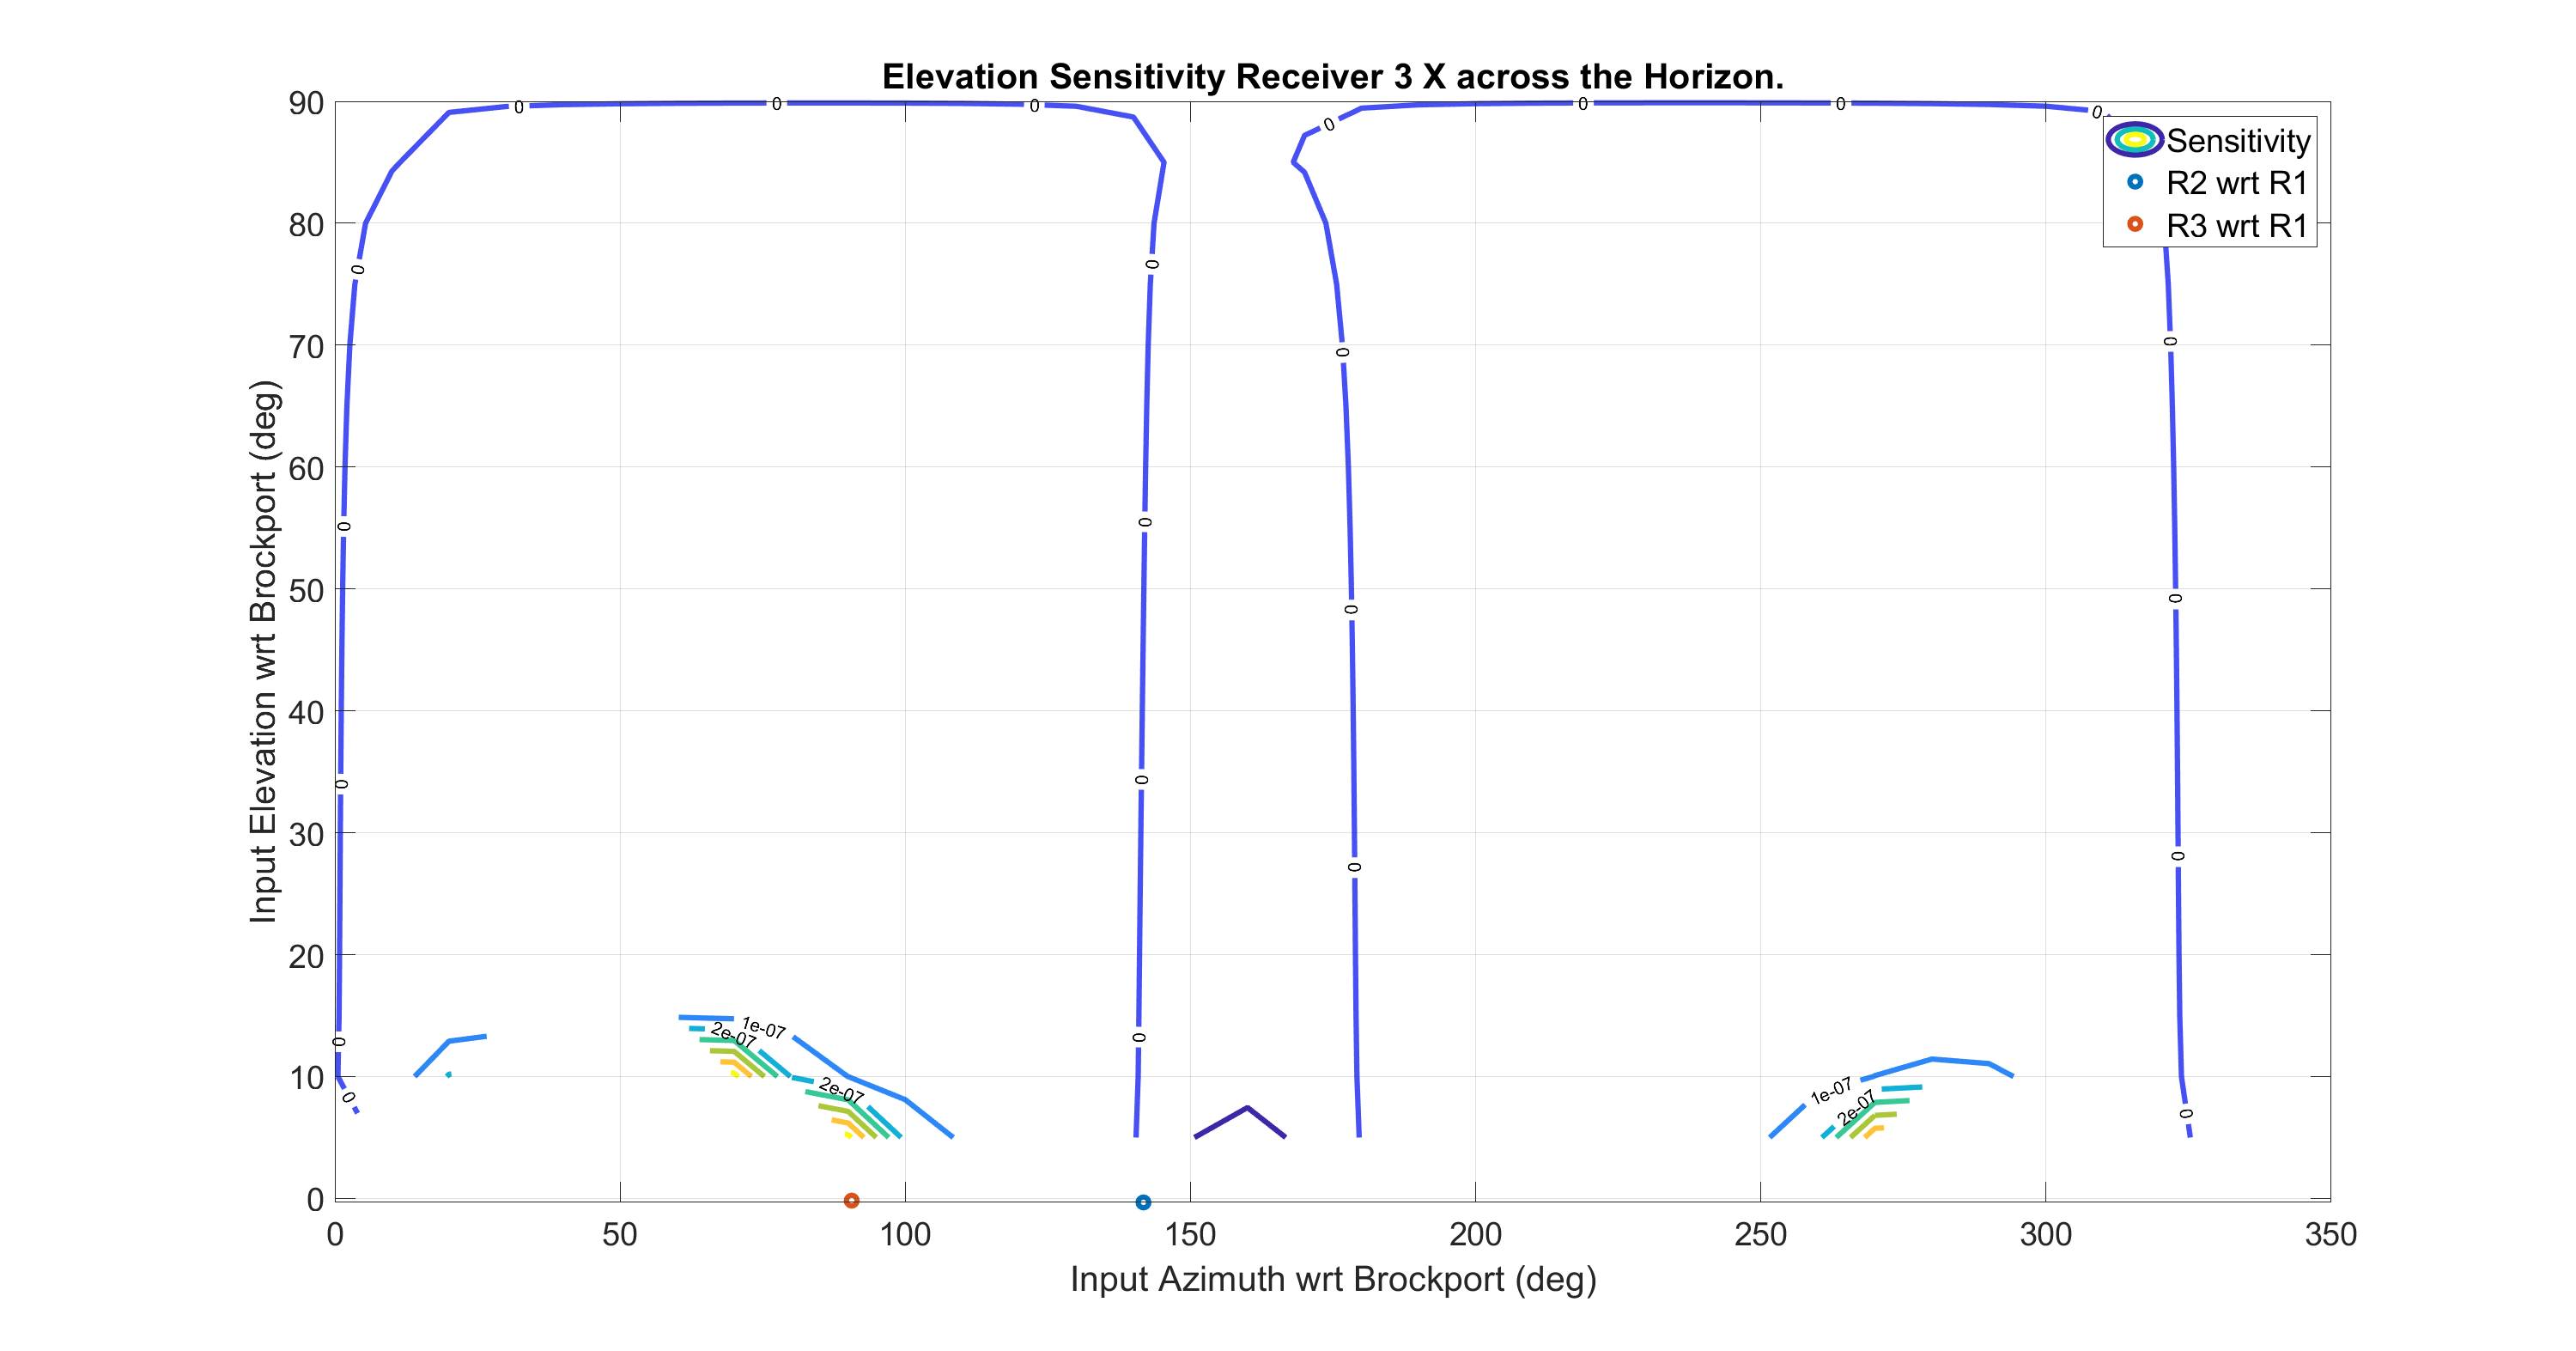 Elevation Sensitivity Receiver 3 X across the Horizon.
90
80
70
60
50
40
30
20
10
0
Input Elevation wrt Brockport (deg)
0 0 0 0 0 0 0
0 0 0 0 0
0 0 0 0
0 0 0
0 0 0 0
1e-07
2e-07
2e-07
1e-07
2e-07
Sensitivity
R2 wrt R1
R3 wrt R1
0 50 100 150 200 250 300 350
Input Azimuth wrt Brockport (deg)